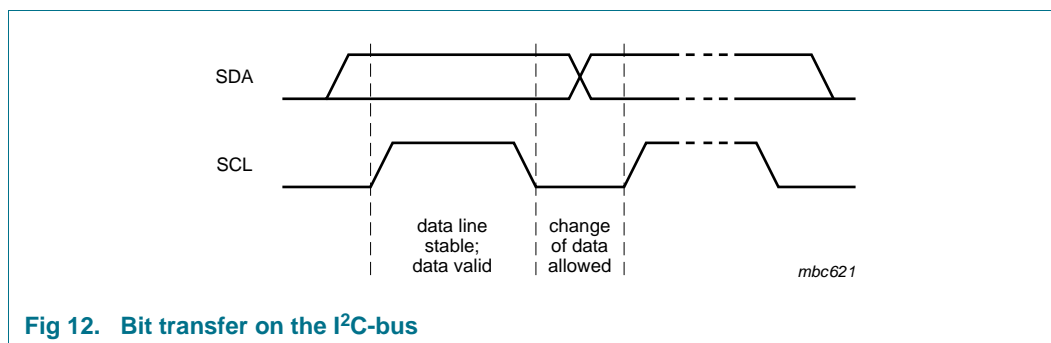 SDA
SCL
data line
stable;
data valid
change
of data
allowed
mbc621
Fig 12. Bit transfer on the I²C-bus